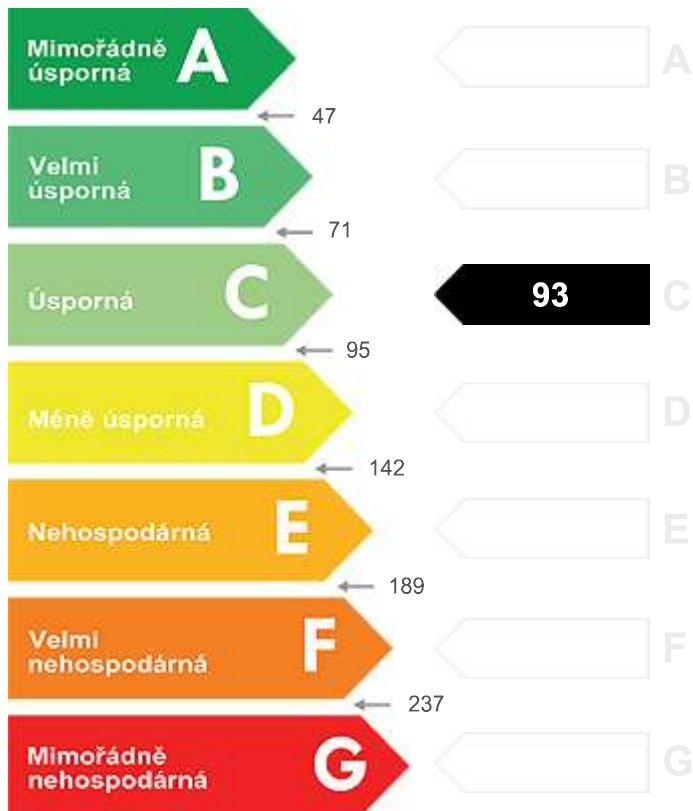 Mimořádně
úsporná
A
A
47
Velmi
úsporná
B
B
71
Úsporná
C
93
C
95
Méně úsporná
D
D
142
Nehospodárná
E
E
189
Velmi
nehospodárná
F
F
237
Mimořádně
nehospodárná
G
G